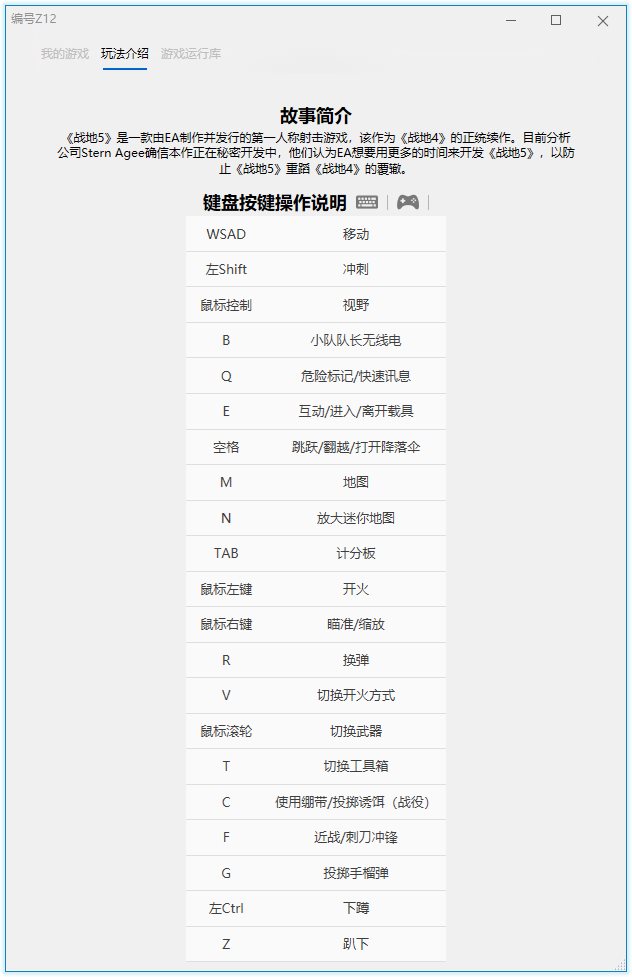 编号Z12
我的游戏 玩法介绍 游戏运行库
故事简介
《战地5》是一款由EA制作并发行的第一人称射击游戏，该作为《战地4》的正统续作。目前分析
公司Stern Agee确信本作正在秘密开发中，他们认为EA想要用更多的时间来开发《战地5》，以防
止《战地5》重蹈《战地4》的覆辙。
键盘按键操作说明
WSAD 移动
左Shift 冲刺
鼠标控制 视野
B 小队队长无线电
Q 危险标记/快速讯息
E 互动/进入/离开载具
空格 跳跃/翻越/打开降落伞
M 地图
N 放大迷你地图
TAB 计分板
鼠标左键 开火
鼠标右键 瞄准/缩放
R 换弹
V 切换开火方式
鼠标滚轮 切换武器
T 切换工具箱
C 使用绷带/投掷诱饵（战役）
F 近战/刺刀冲锋
G 投掷手榴弹
左Ctrl 下蹲
Z 趴下